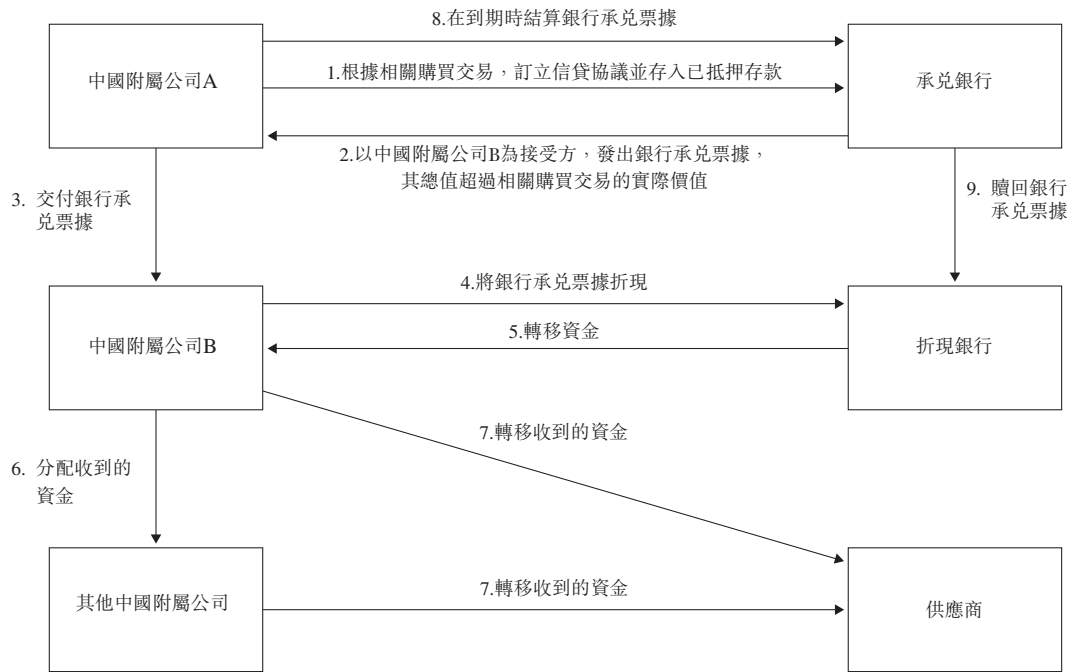 8.在到期時結算銀行承兑票據
中國附屬公司A
1.根據相關購買交易，訂立信貸協議並存入已抵押存款
承兑銀行
2.以中國附屬公司B為接受方，發出銀行承兑票據，
其總值超過相關購買交易的實際價值
3. 交付銀行承
兑票據
9. 贖回銀行
承兑票據
4.將銀行承兑票據折現
中國附屬公司B
5.轉移資金
折現銀行
7.轉移收到的資金
6. 分配收到的
資金
其他中國附屬公司
7.轉移收到的資金
供應商